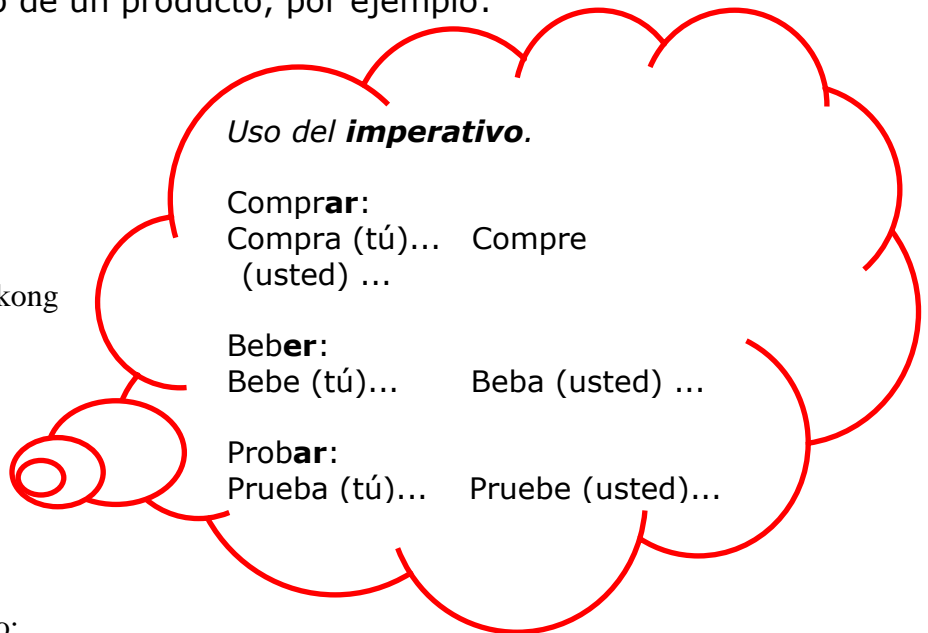 o de un producto, por ejemplo:
Uso del imperativo.
Comprar:
Compra (tú)... Compre
(usted) ...
kong
Beber:
Bebe (tú)... Beba (usted) ...
Probar:
Prueba (tú)... Pruebe (usted)...
o: